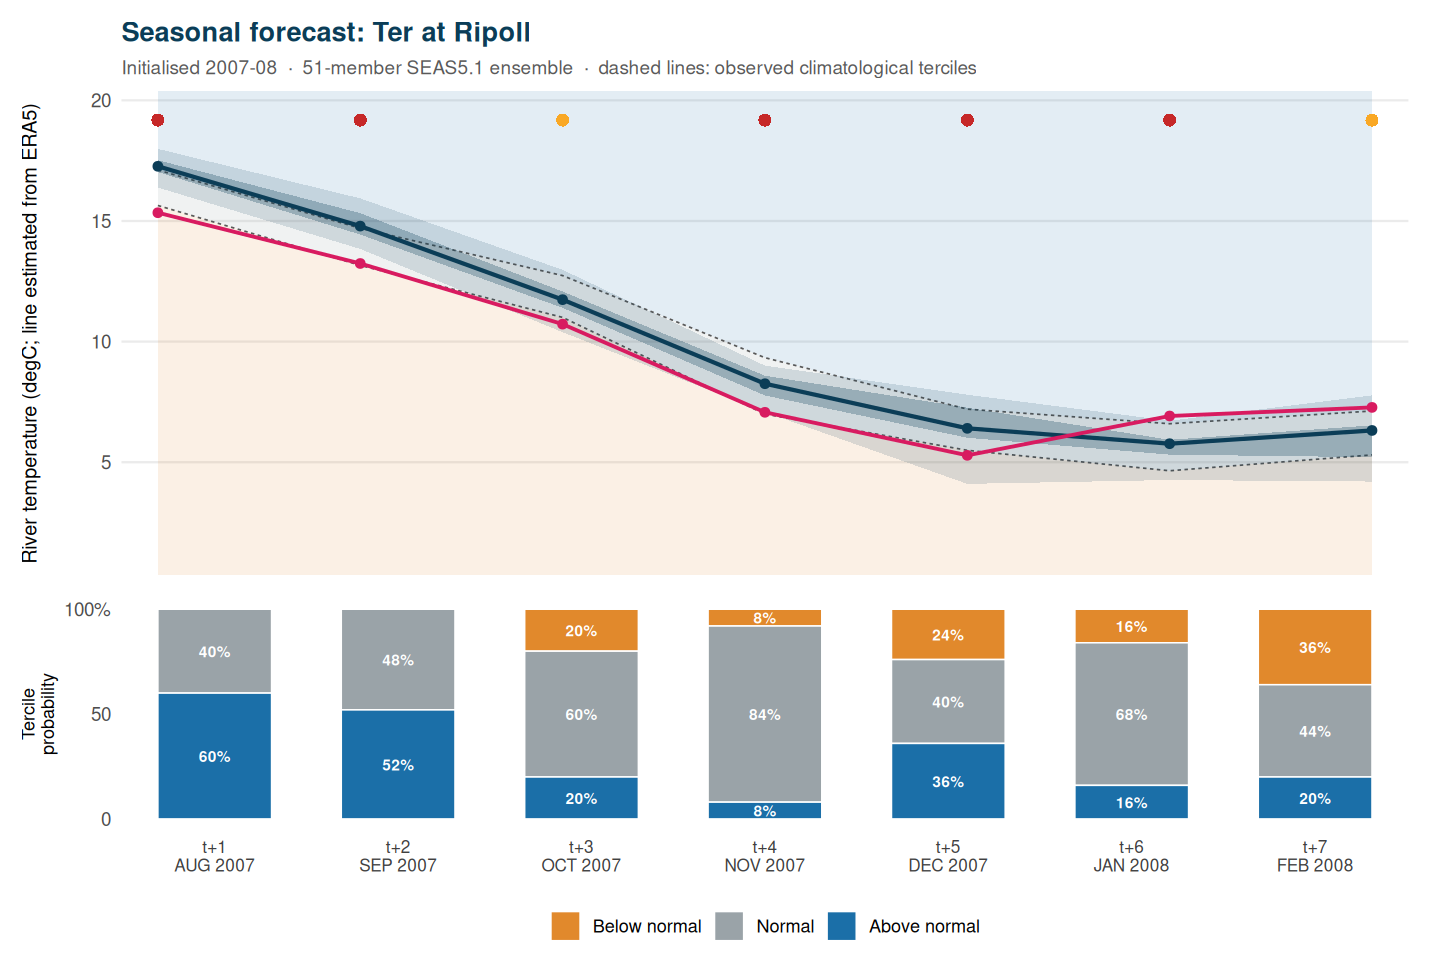 Seasonal forecast: Ter at Ripoll
Initialised 2007-08 · 51-member SEAS5.1 ensemble · dashed lines: observed climatological terciles
River temperature (degC; line estimated from ERA5)
20
15
10
5
Tercile
probability
100%
50
0
40%
60%
48%
52%
20%
60%
20%
8%
84%
8%
24%
40%
36%
16%
68%
16%
36%
44%
20%
t+1
AUG 2007
t+2
SEP 2007
t+3
OCT 2007
t+4
NOV 2007
t+5
DEC 2007
t+6
JAN 2008
t+7
FEB 2008
Below normal
Normal
Above normal